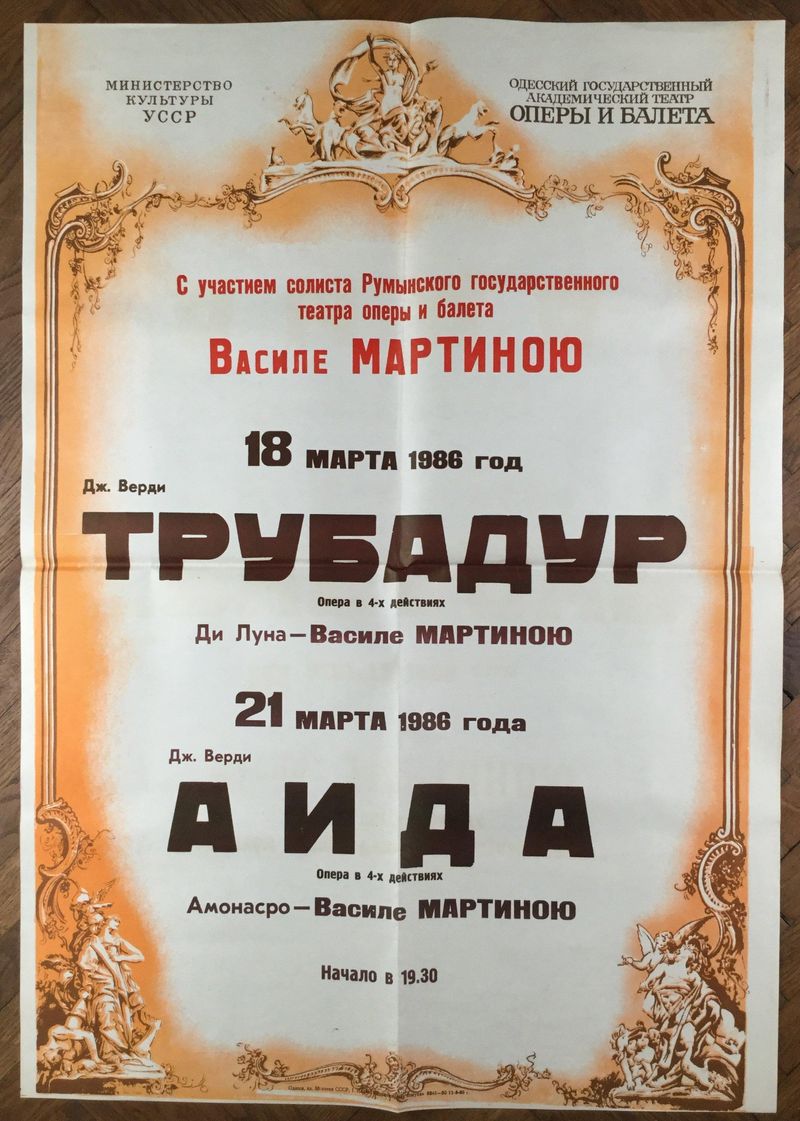 МИНИСТЕРСТВО
КУЛЬТУРЫ
УССР
ОДЕССКИЙ ГОСУДАРСТВЕННЫЙ
АКАДЕМИЧЕСКИЙ ТЕАТР
ОПЕРЫ И БАЛЕТА
С участием солиста Румынского государственного
театра оперы и балета
Василе МАРТИНОЮ
18 МАРТА 1986 год
Дж. Верди
ТРУБАДУР
Опера в 4-х действиях
Ди Луна—Василе МАРТИНОЮ
21 МАРТА 1986 года
Дж. Верди
АИДА
Опера в 4-х действиях
Амонасро—Василе МАРТИНОЮ
Начало в 19.30